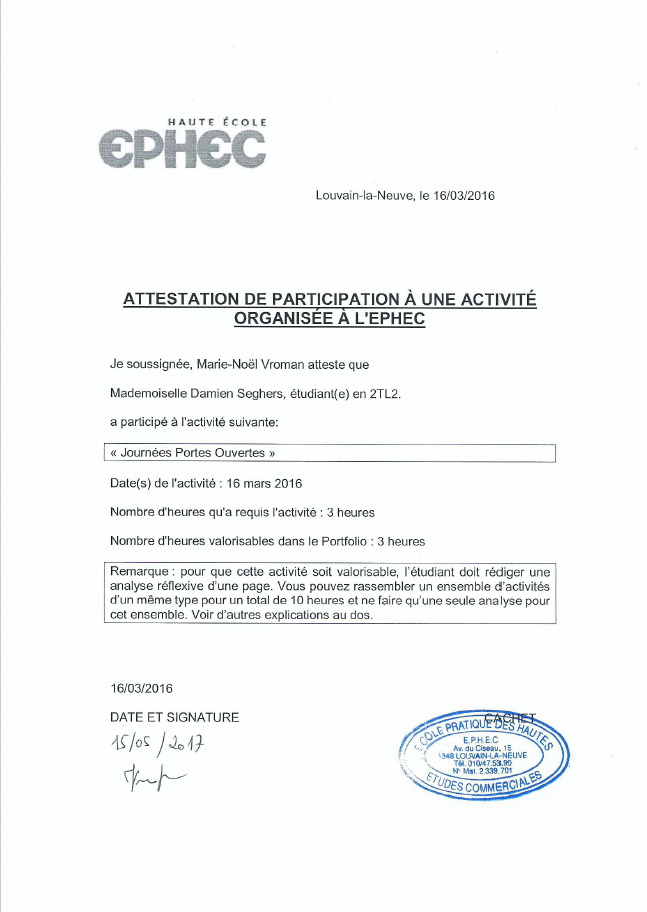 HAUTE ÉCOLE
EPHEC
Louvain-la-Neuve, le 16/03/2016
ATTESTATION DE PARTICIPATION À UNE ACTIVITÉ
ORGANISÉE À L'EPHEC
Je soussignée, Marie-Noël Vroman atteste que
Mademoiselle Damien Seghers, étudiant(e) en 2TL2.
a participé à l'activité suivante:
« Journées Portes Ouvertes »
Date(s) de l'activité : 16 mars 2016
Nombre d'heures qu'a requis l'activité : 3 heures
Nombre d'heures valorisables dans le Portfolio : 3 heures
Remarque : pour que cette activité soit valorisable, l'étudiant doit rédiger une
analyse réflexive d'une page. Vous pouvez rassembler un ensemble d'activités
d'un même type pour un total de 10 heures et ne faire qu'une seule analyse pour
cet ensemble. Voir d'autres explications au dos.
16/03/2016
DATE ET SIGNATURE
15/05/2017
CACHET
COLE PRATIQUE DES HAUTES
E.P.H.E.C
Av. du Ciseau, 15
1348 LOUVAIN-LA-NEUVE
Tél. 010/47.53.90
N° Mat. 2.339.701
ETUDES COMMERCIALES